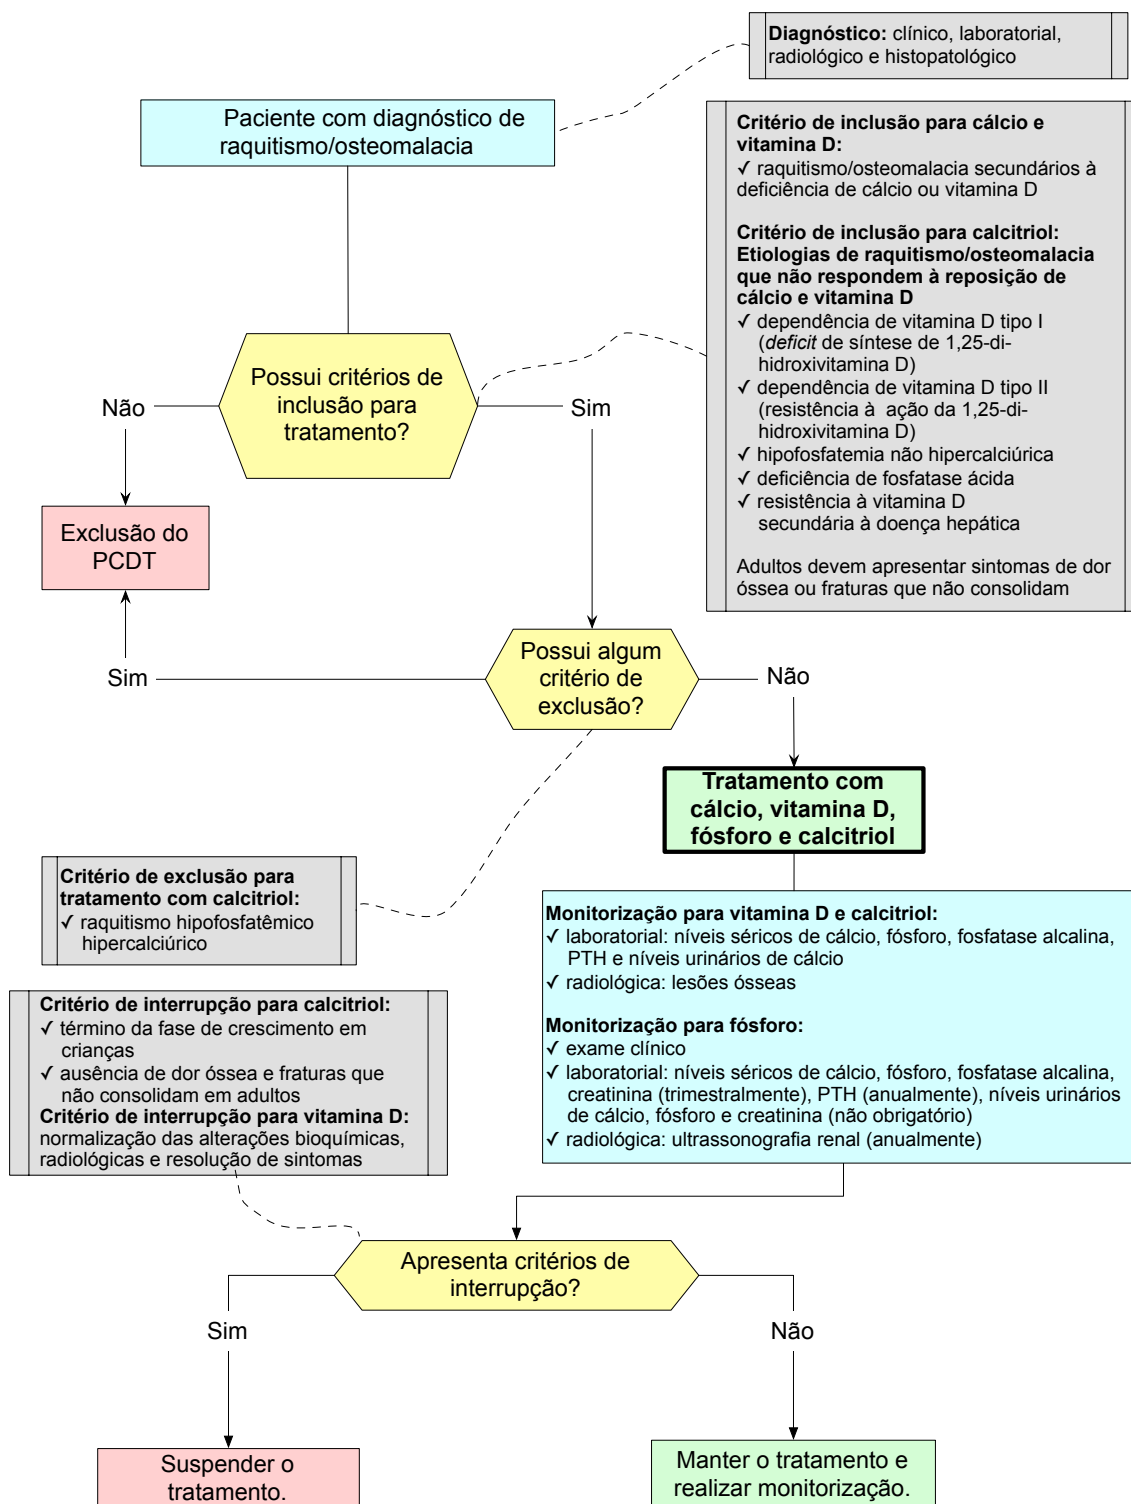 Diagnóstico: clínico, laboratorial,
radiológico e histopatológico
Paciente com diagnóstico de
raquitismo/osteomalacia
Critério de inclusão para cálcio e
vitamina D:
✓ raquitismo/osteomalacia secundários à
deficiência de cálcio ou vitamina D
Critério de inclusão para calcitriol:
Etiologias de raquitismo/osteomalacia
que não respondem à reposição de
cálcio e vitamina D
✓ dependência de vitamina D tipo I
(deficit de síntese de 1,25-di-
hidroxivitamina D)
✓ dependência de vitamina D tipo II
(resistência à ação da 1,25-di-
hidroxivitamina D)
✓ hipofosfatemia não hipercalciúrica
✓ deficiência de fosfatase ácida
✓ resistência à vitamina D
secundária à doença hepática
Adultos devem apresentar sintomas de dor
óssea ou fraturas que não consolidam
Possui critérios de
inclusão para
tratamento?
Não
Sim
Exclusão do
PCDT
Possui algum
critério de
exclusão?
Sim
Não
Tratamento com
cálcio, vitamina D,
fósforo e calcitriol
Critério de exclusão para
tratamento com calcitriol:
✓ raquitismo hipofosfatêmico
hipercalciúrico
Monitorização para vitamina D e calcitriol:
✓ laboratorial: níveis séricos de cálcio, fósforo, fosfatase alcalina,
PTH e níveis urinários de cálcio
✓ radiológica: lesões ósseas
Monitorização para fósforo:
✓ exame clínico
✓ laboratorial: níveis séricos de cálcio, fósforo, fosfatase alcalina,
creatinina (trimestralmente), PTH (anualmente), níveis urinários
de cálcio, fósforo e creatinina (não obrigatório)
✓ radiológica: ultrassonografia renal (anualmente)
Critério de interrupção para calcitriol:
✓ término da fase de crescimento em
crianças
✓ ausência de dor óssea e fraturas que
não consolidam em adultos
Critério de interrupção para vitamina D:
normalização das alterações bioquímicas,
radiológicas e resolução de sintomas
Apresenta critérios de
interrupção?
Sim
Não
Suspender o
tratamento.
Manter o tratamento e
realizar monitorização.